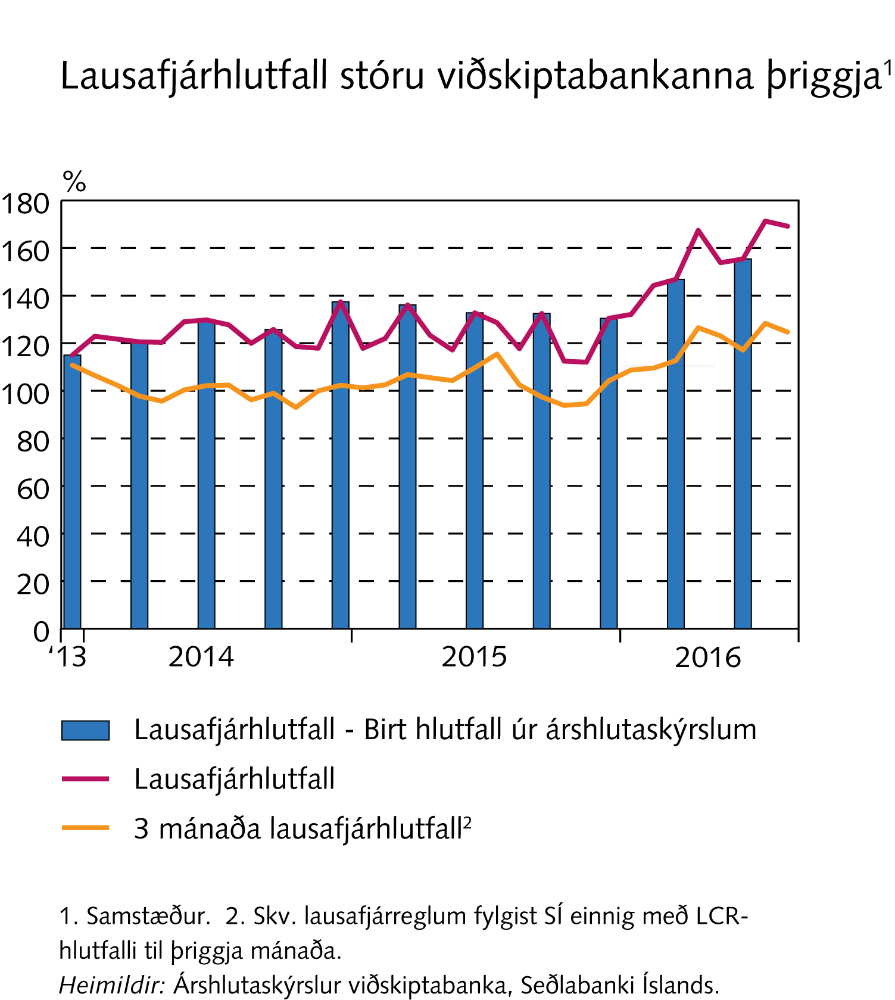 Lausafjárhlutfall stóru viðskiptabankanna þriggja¹
%
180
160
140
120
100
80
60
40
20
0
‘13 2014 2015 2016
Lausafjárhlutfall - Birt hlutfall úr árshlutaskýrslum
Lausafjárhlutfall
3 mánaða lausafjárhlutfall²
1. Samstæður. 2. Skv. lausafjárreglum fylgist SÍ einnig með LCR-
hlutfalli til þriggja mánaða.
Heimildir: Árshlutaskýrslur viðskiptabanka, Seðlabanki Íslands.